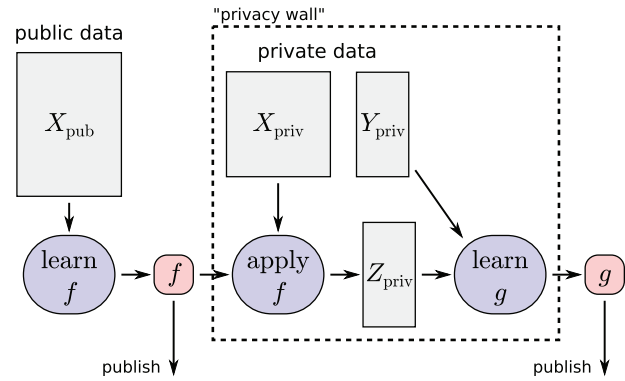 "privacy wall"
public data
private data
X_pub
X_priv
Y_priv
learn
f
f
apply
f
Z_priv
learn
g
g
publish
publish